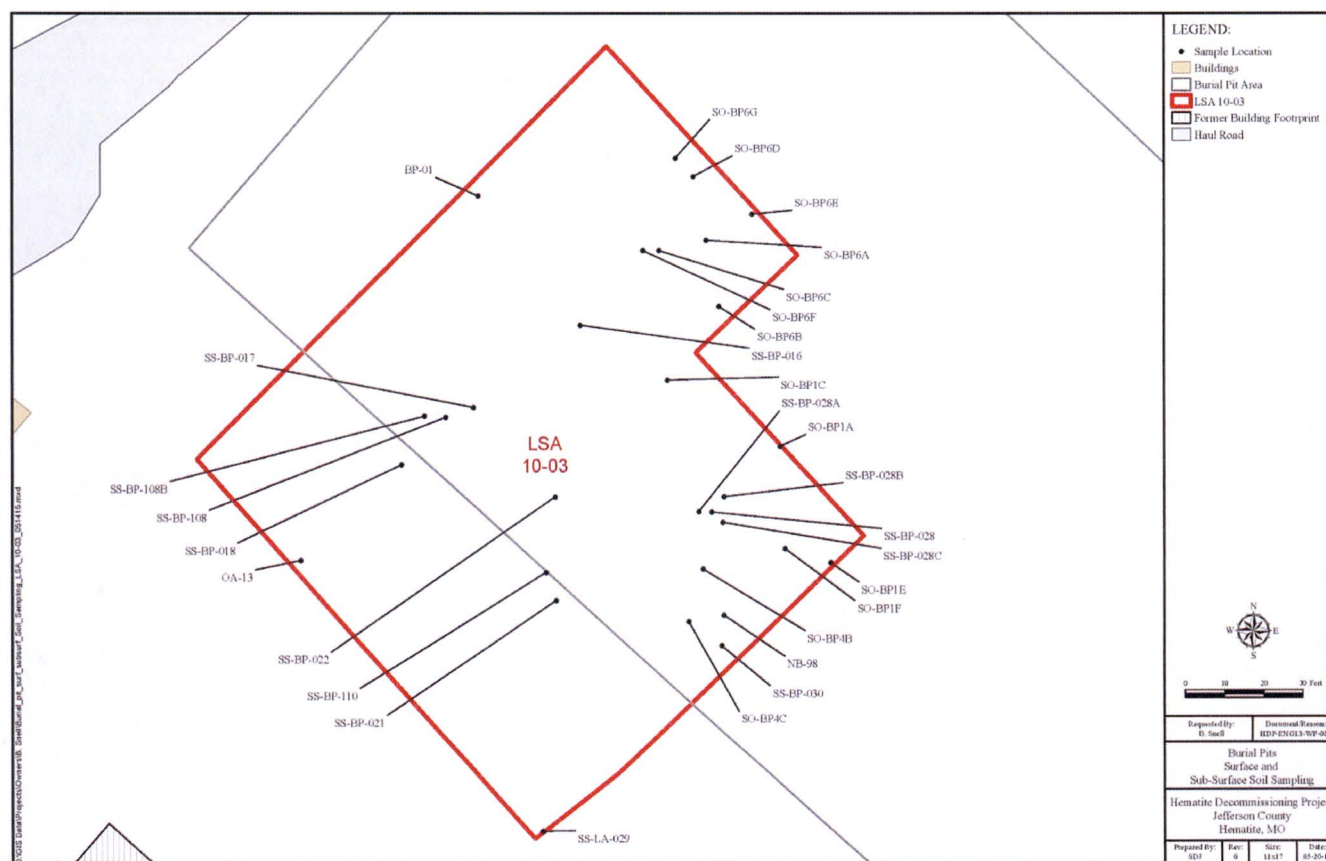 SO-BP6G
SO-BP6D
BP-01
SO-BP6E
SO-BP6A
SO-BP6C
SO-BP6F
SO-BP6B
SS-BP-016
SS-BP-017
SO-BP1C
SS-BP-028A
SO-BP1A
LSA
10-03
SS-BP-028B
SS-BP-108B
SS-BP-108
SS-BP-028
SS-BP-018
SS-BP-028C
OA-13
SO-BP1E
SO-BP1F
SO-BP4B
SS-BP-022
NB-98
SS-BP-110
SS-BP-030
SS-BP-021
SO-BP4C
SS-LA-029
LEGEND:
Sample Location
Buildings
Burial Pit Area
LSA 10-03
Former Building Footprint
Haul Road
N
W E
S
0 10 20 30 Feet
Requested By:
B. Snell
Burial Pits
Surface and
Sub-Surface Soil Sampling
Hematite Decommissioning Projec
Jefferson County
Hematite, MO
Prepared By: Rev: Size:
SDJ 0 11x17